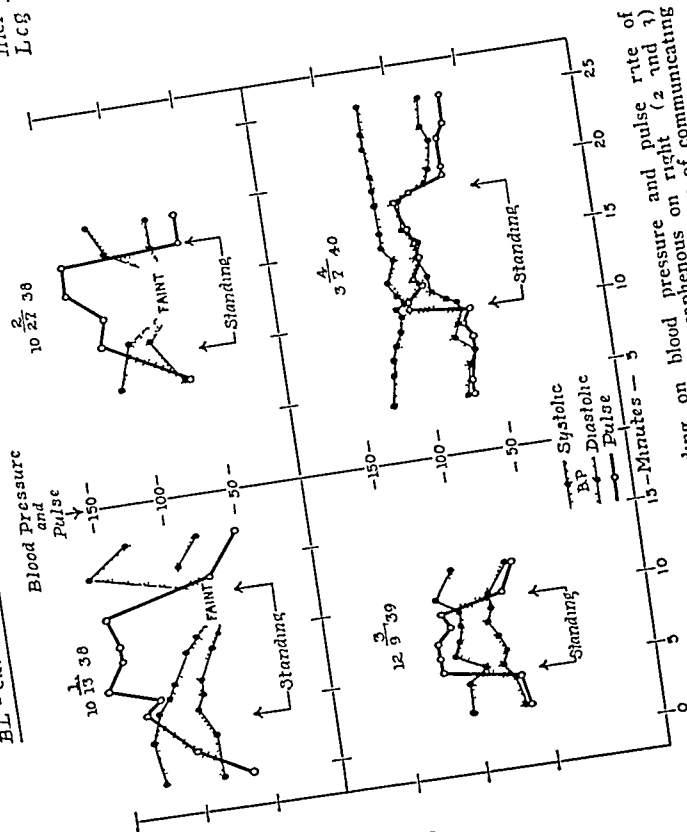 Leg
Blood Pressure
and
Pulse
-150-
-100-
-50-
1
10 13 38
FAINT
Standing
2
10 27 38
FAINT
Standing
3
12 9 39
Standing
4
3 7 40
Standing
-150-
-100-
-50-
Systolic
BP
Diastolic
Pulse
0 5 10 15 -Minutes- 5 10 15 20 25
on blood pressure and pulse rate of
on right (2 and 3)
of communicating